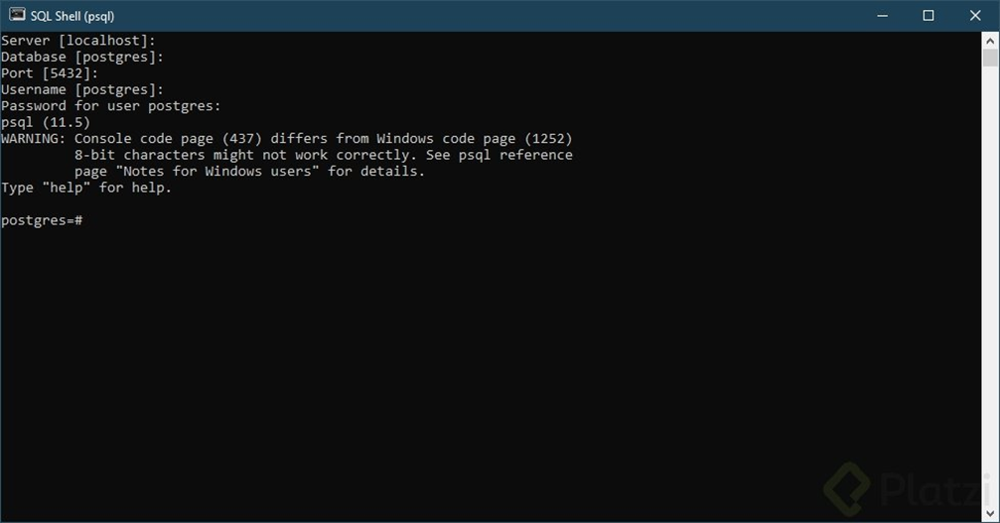 SQL Shell (psql)
Server [localhost]:
Database [postgres]:
Port [5432]:
Username [postgres]:
Password for user postgres:
psql (11.5)
WARNING: Console code page (437) differs from Windows code page (1252)
         8-bit characters might not work correctly. See psql reference
         page "Notes for Windows users" for details.
Type "help" for help.

postgres=#
Platzi